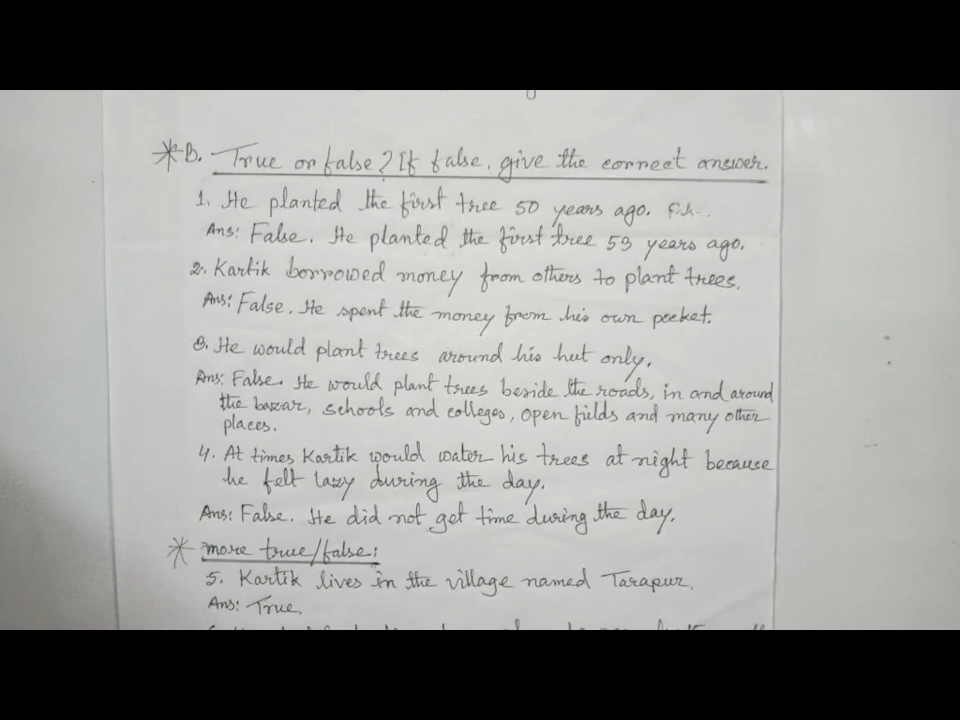 *B. True or false? If false, give the correct answer.
1. He planted the first tree 50 years ago.
Ans: False. He planted the first tree 53 years ago.
2. Kartik borrowed money from others to plant trees.
Ans: False. He spent the money from his own pocket.
3. He would plant trees around his hut only.
Ans: False. He would plant trees beside the roads, in and around
the bazar, schools and colleges, open fields and many other
places.
4. At times Kartik would water his trees at night because
he felt lazy during the day.
Ans: False. He did not get time during the day.
* more true/false:
5. Kartik lives in the village named Tarapur.
Ans: True.